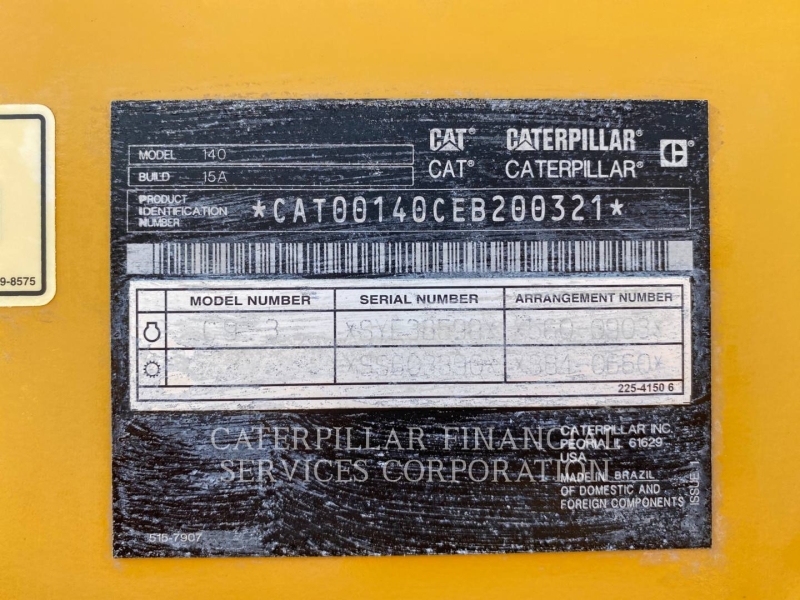 CAT® CATERPILLAR®
CAT® CATERPILLAR®
MODEL 140
BUILD 15A
PRODUCT IDENTIFICATION NUMBER *CAT00140CEB200321*
9-8575
MODEL NUMBER SERIAL NUMBER ARRANGEMENT NUMBER
225-4150 6
CATERPILLAR FINANCIAL
SERVICES CORPORATION
CATERPILLAR INC.
PEORIA, IL 61629
USA
MADE IN BRAZIL
OF DOMESTIC AND
FOREIGN COMPONENTS
ISSUE 1
515-7907